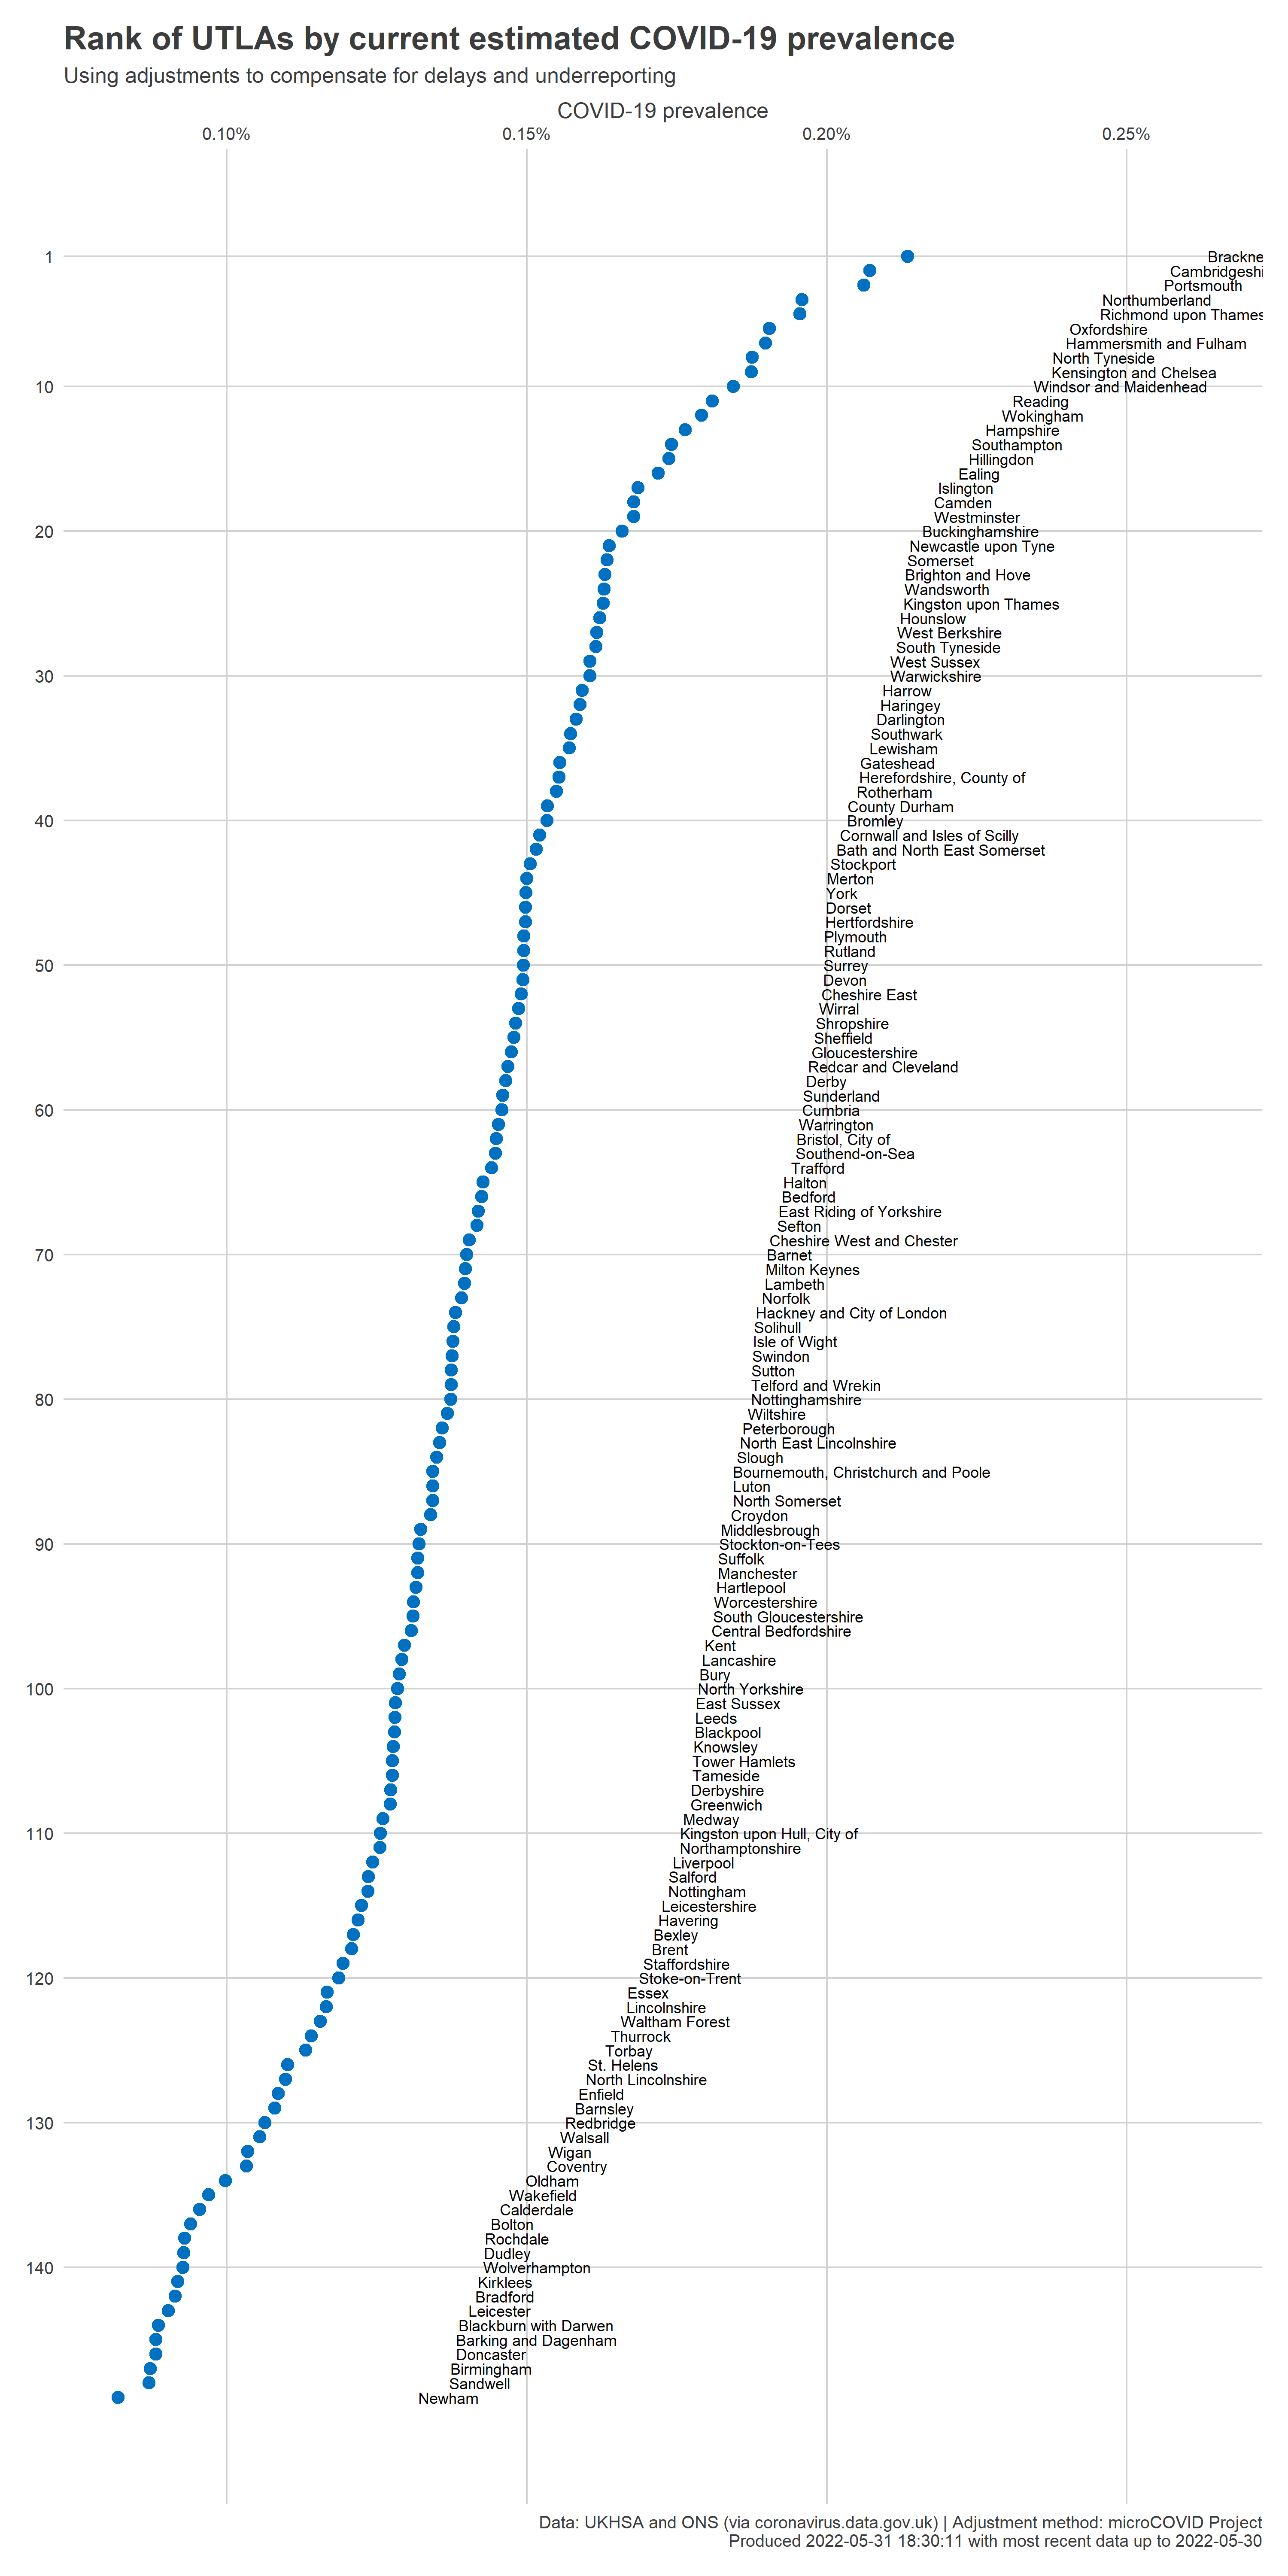 Rank of UTLAs by current estimated COVID-19 prevalence
Using adjustments to compensate for delays and underreporting
COVID-19 prevalence
0.10% 0.15% 0.20% 0.25%
1 Brackne
Cambridgeshi
Portsmouth
Northumberland
Richmond upon Thames
Oxfordshire
Hammersmith and Fulham
North Tyneside
Kensington and Chelsea
10 Windsor and Maidenhead
Reading
Wokingham
Hampshire
Southampton
Hillingdon
Ealing
Islington
Camden
Westminster
20 Buckinghamshire
Newcastle upon Tyne
Somerset
Brighton and Hove
Wandsworth
Kingston upon Thames
Hounslow
West Berkshire
South Tyneside
West Sussex
30 Warwickshire
Harrow
Haringey
Darlington
Southwark
Lewisham
Gateshead
Herefordshire, County of
Rotherham
County Durham
40 Bromley
Cornwall and Isles of Scilly
Bath and North East Somerset
Stockport
Merton
York
Dorset
Hertfordshire
Plymouth
Rutland
50 Surrey
Devon
Cheshire East
Wirral
Shropshire
Sheffield
Gloucestershire
Redcar and Cleveland
Derby
Sunderland
60 Cumbria
Warrington
Bristol, City of
Southend-on-Sea
Trafford
Halton
Bedford
East Riding of Yorkshire
Sefton
Cheshire West and Chester
70 Barnet
Milton Keynes
Lambeth
Norfolk
Hackney and City of London
Solihull
Isle of Wight
Swindon
Sutton
Telford and Wrekin
80 Nottinghamshire
Wiltshire
Peterborough
North East Lincolnshire
Slough
Bournemouth, Christchurch and Poole
Luton
North Somerset
Croydon
Middlesbrough
90 Stockton-on-Tees
Suffolk
Manchester
Hartlepool
Worcestershire
South Gloucestershire
Central Bedfordshire
Kent
Lancashire
Bury
100 North Yorkshire
East Sussex
Leeds
Blackpool
Knowsley
Tower Hamlets
Tameside
Derbyshire
Greenwich
Medway
110 Kingston upon Hull, City of
Northamptonshire
Liverpool
Salford
Nottingham
Leicestershire
Havering
Bexley
Brent
Staffordshire
120 Stoke-on-Trent
Essex
Lincolnshire
Waltham Forest
Thurrock
Torbay
St. Helens
North Lincolnshire
Enfield
Barnsley
130 Redbridge
Walsall
Wigan
Coventry
Oldham
Wakefield
Calderdale
Bolton
Rochdale
Dudley
140 Wolverhampton
Kirklees
Bradford
Leicester
Blackburn with Darwen
Barking and Dagenham
Doncaster
Birmingham
Sandwell
Newham
Data: UKHSA and ONS (via coronavirus.data.gov.uk) | Adjustment method: microCOVID Project
Produced 2022-05-31 18:30:11 with most recent data up to 2022-05-30